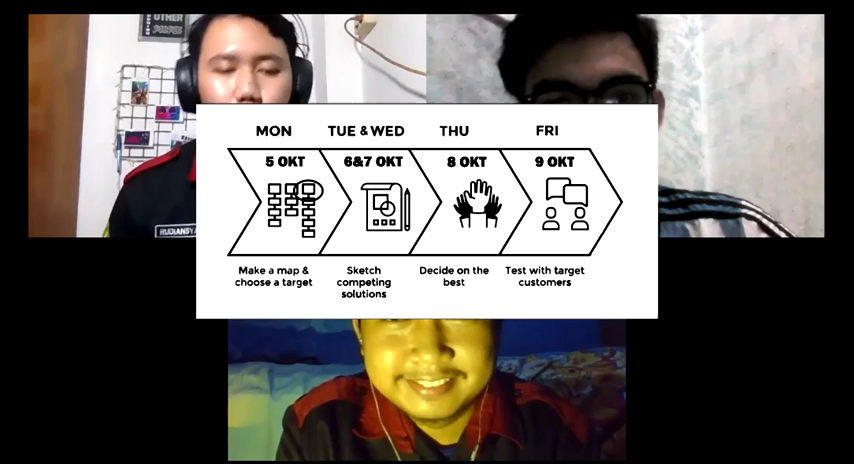 OTHER
MON TUE & WED THU FRI
5 OKT 6&7 OKT 8 OKT 9 OKT
Make a map &
choose a target
Sketch
competing
solutions
Decide on the
best
Test with target
customers